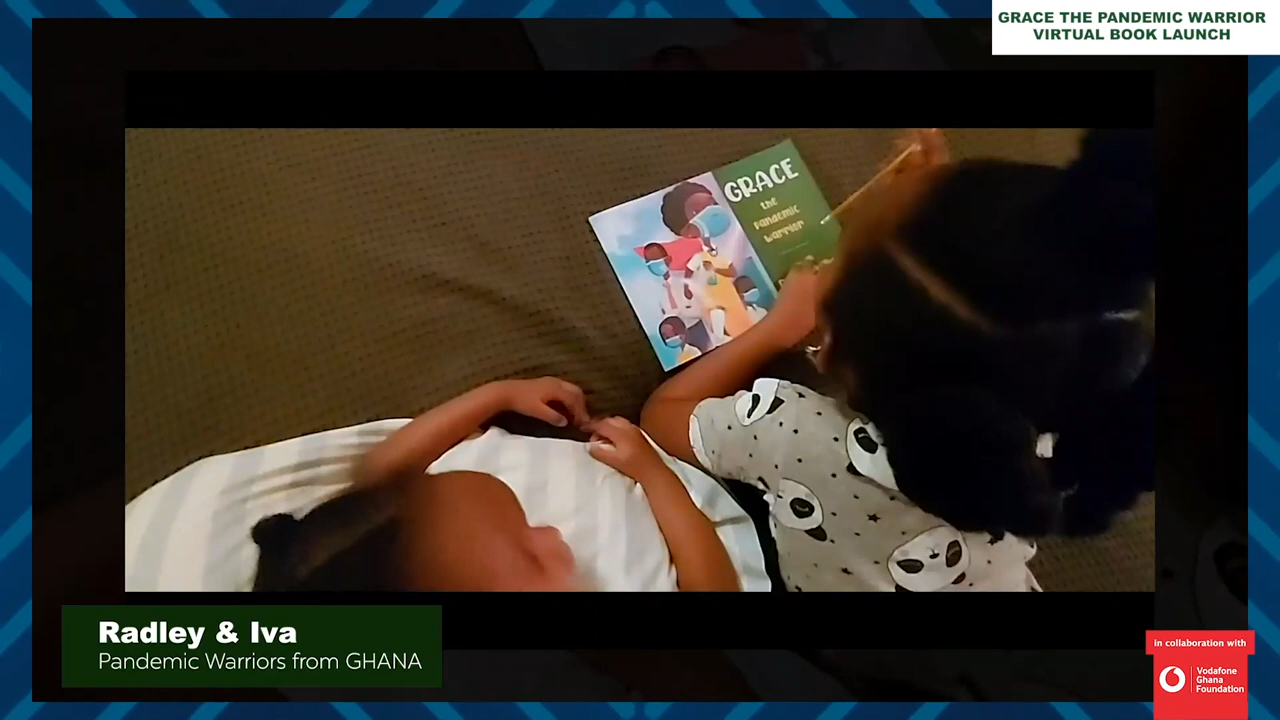 GRACE THE PANDEMIC WARRIOR
VIRTUAL BOOK LAUNCH
GRACE
the
Pandemic
Warrior
Radley & Iva
Pandemic Warriors from GHANA
in collaboration with
Vodafone
Ghana
Foundation